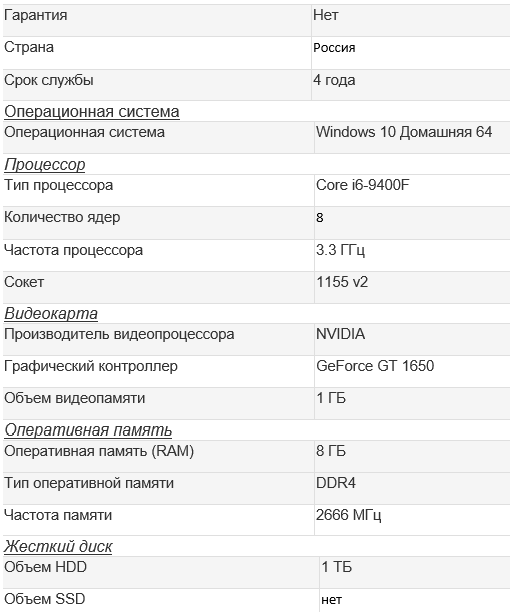 Гарантия Нет
Страна Россия
Срок службы 4 года
Операционная система
Операционная система Windows 10 Домашняя 64
Процессор
Тип процессора Core i6-9400F
Количество ядер 8
Частота процессора 3.3 ГГц
Сокет 1155 v2
Видеокарта
Производитель видеопроцессора NVIDIA
Графический контроллер GeForce GT 1650
Объем видеопамяти 1 ГБ
Оперативная память
Оперативная память (RAM) 8 ГБ
Тип оперативной памяти DDR4
Частота памяти 2666 МГц
Жесткий диск
Объем HDD 1 ТБ
Объем SSD нет